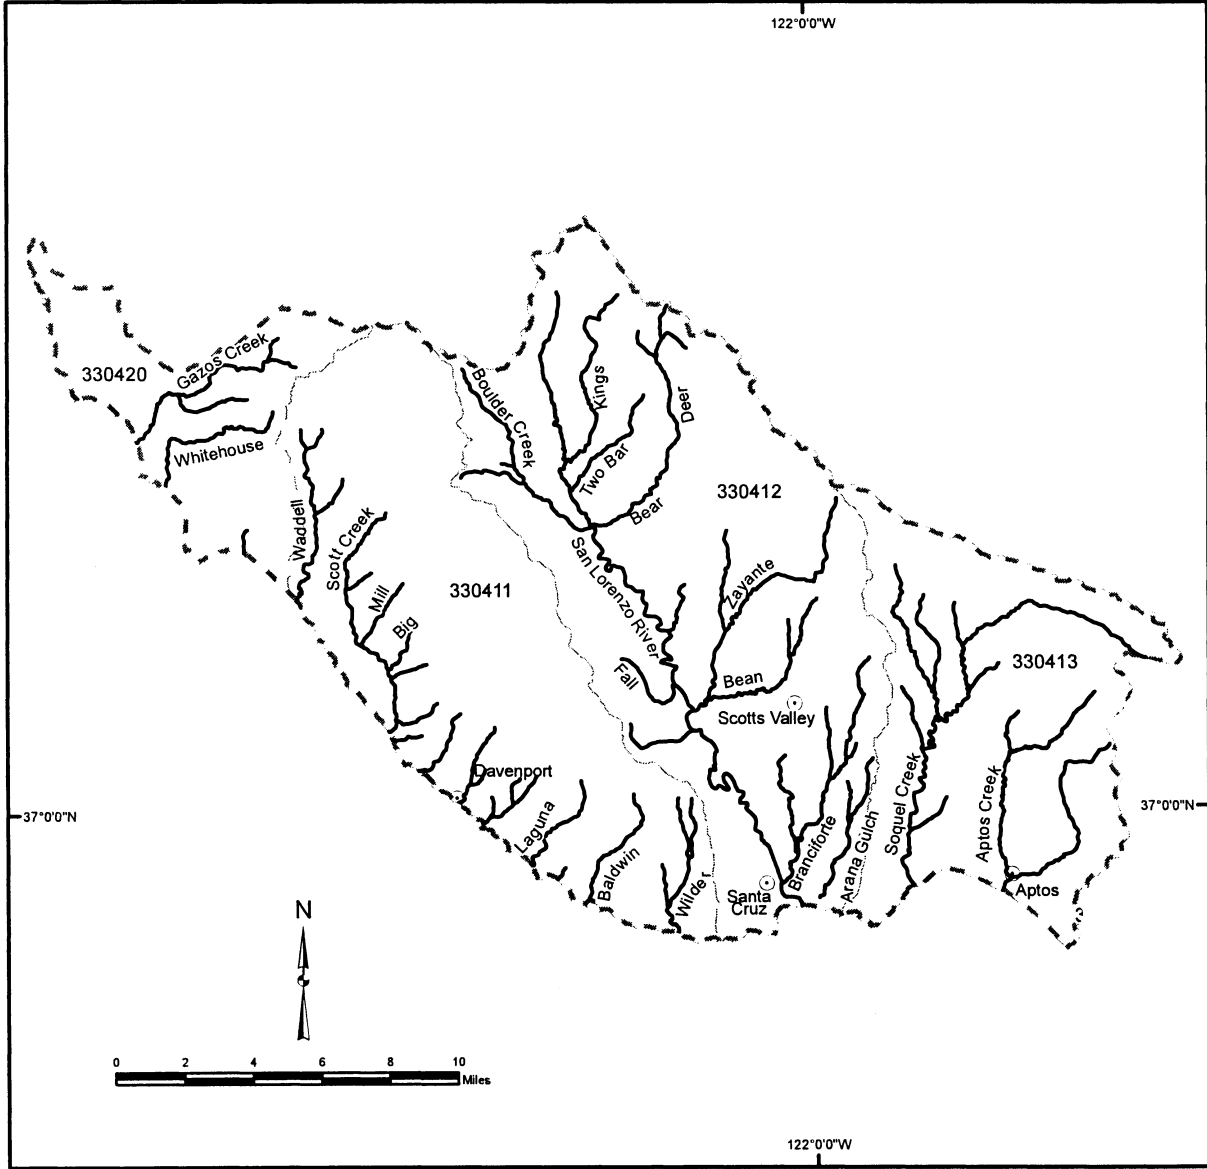 122°0'0"W
Gazos Creek
330420
Whitehouse
Boulder Creek
Kings
Deer
Two Bar
Bear
330412
Waddell
Scott Creek
Mill
Big
330411
San Lorenzo River
Zayante
Fall
Bean
Scotts Valley
330413
Davenport
Laguna
Baldwin
Wilder
Santa
Cruz
Branciforte
Arana Gulch
Soquel Creek
Aptos Creek
Aptos
37°0'0"N
37°0'0"N
N
0 2 4 6 8 10
Miles
122°0'0"W